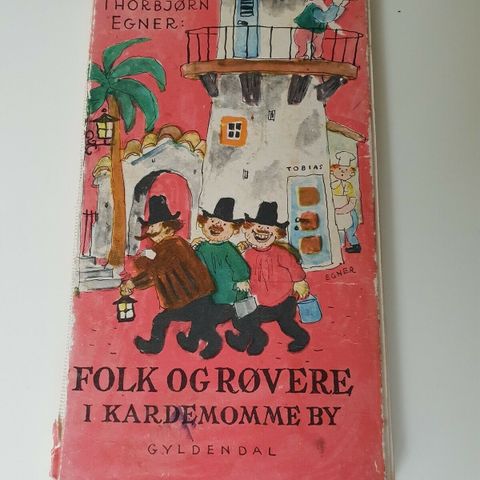 THORBJØRN
EGNER:
TOBIAS
EGNER
FOLK OG RØVERE
I KARDEMOMME BY
GYLDENDAL